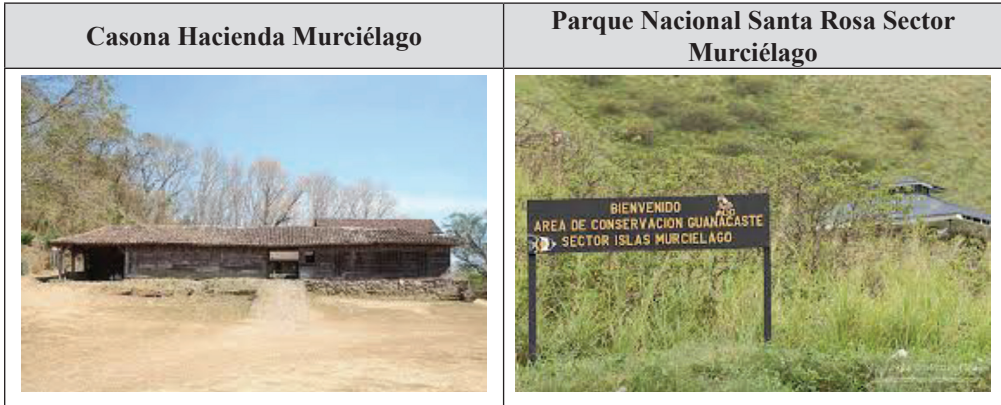 Casona Hacienda Murciélago
Parque Nacional Santa Rosa Sector
Murciélago
BIENVENIDO
AREA DE CONSERVACION GUANACASTE
SECTOR ISLAS MURCIELAGO